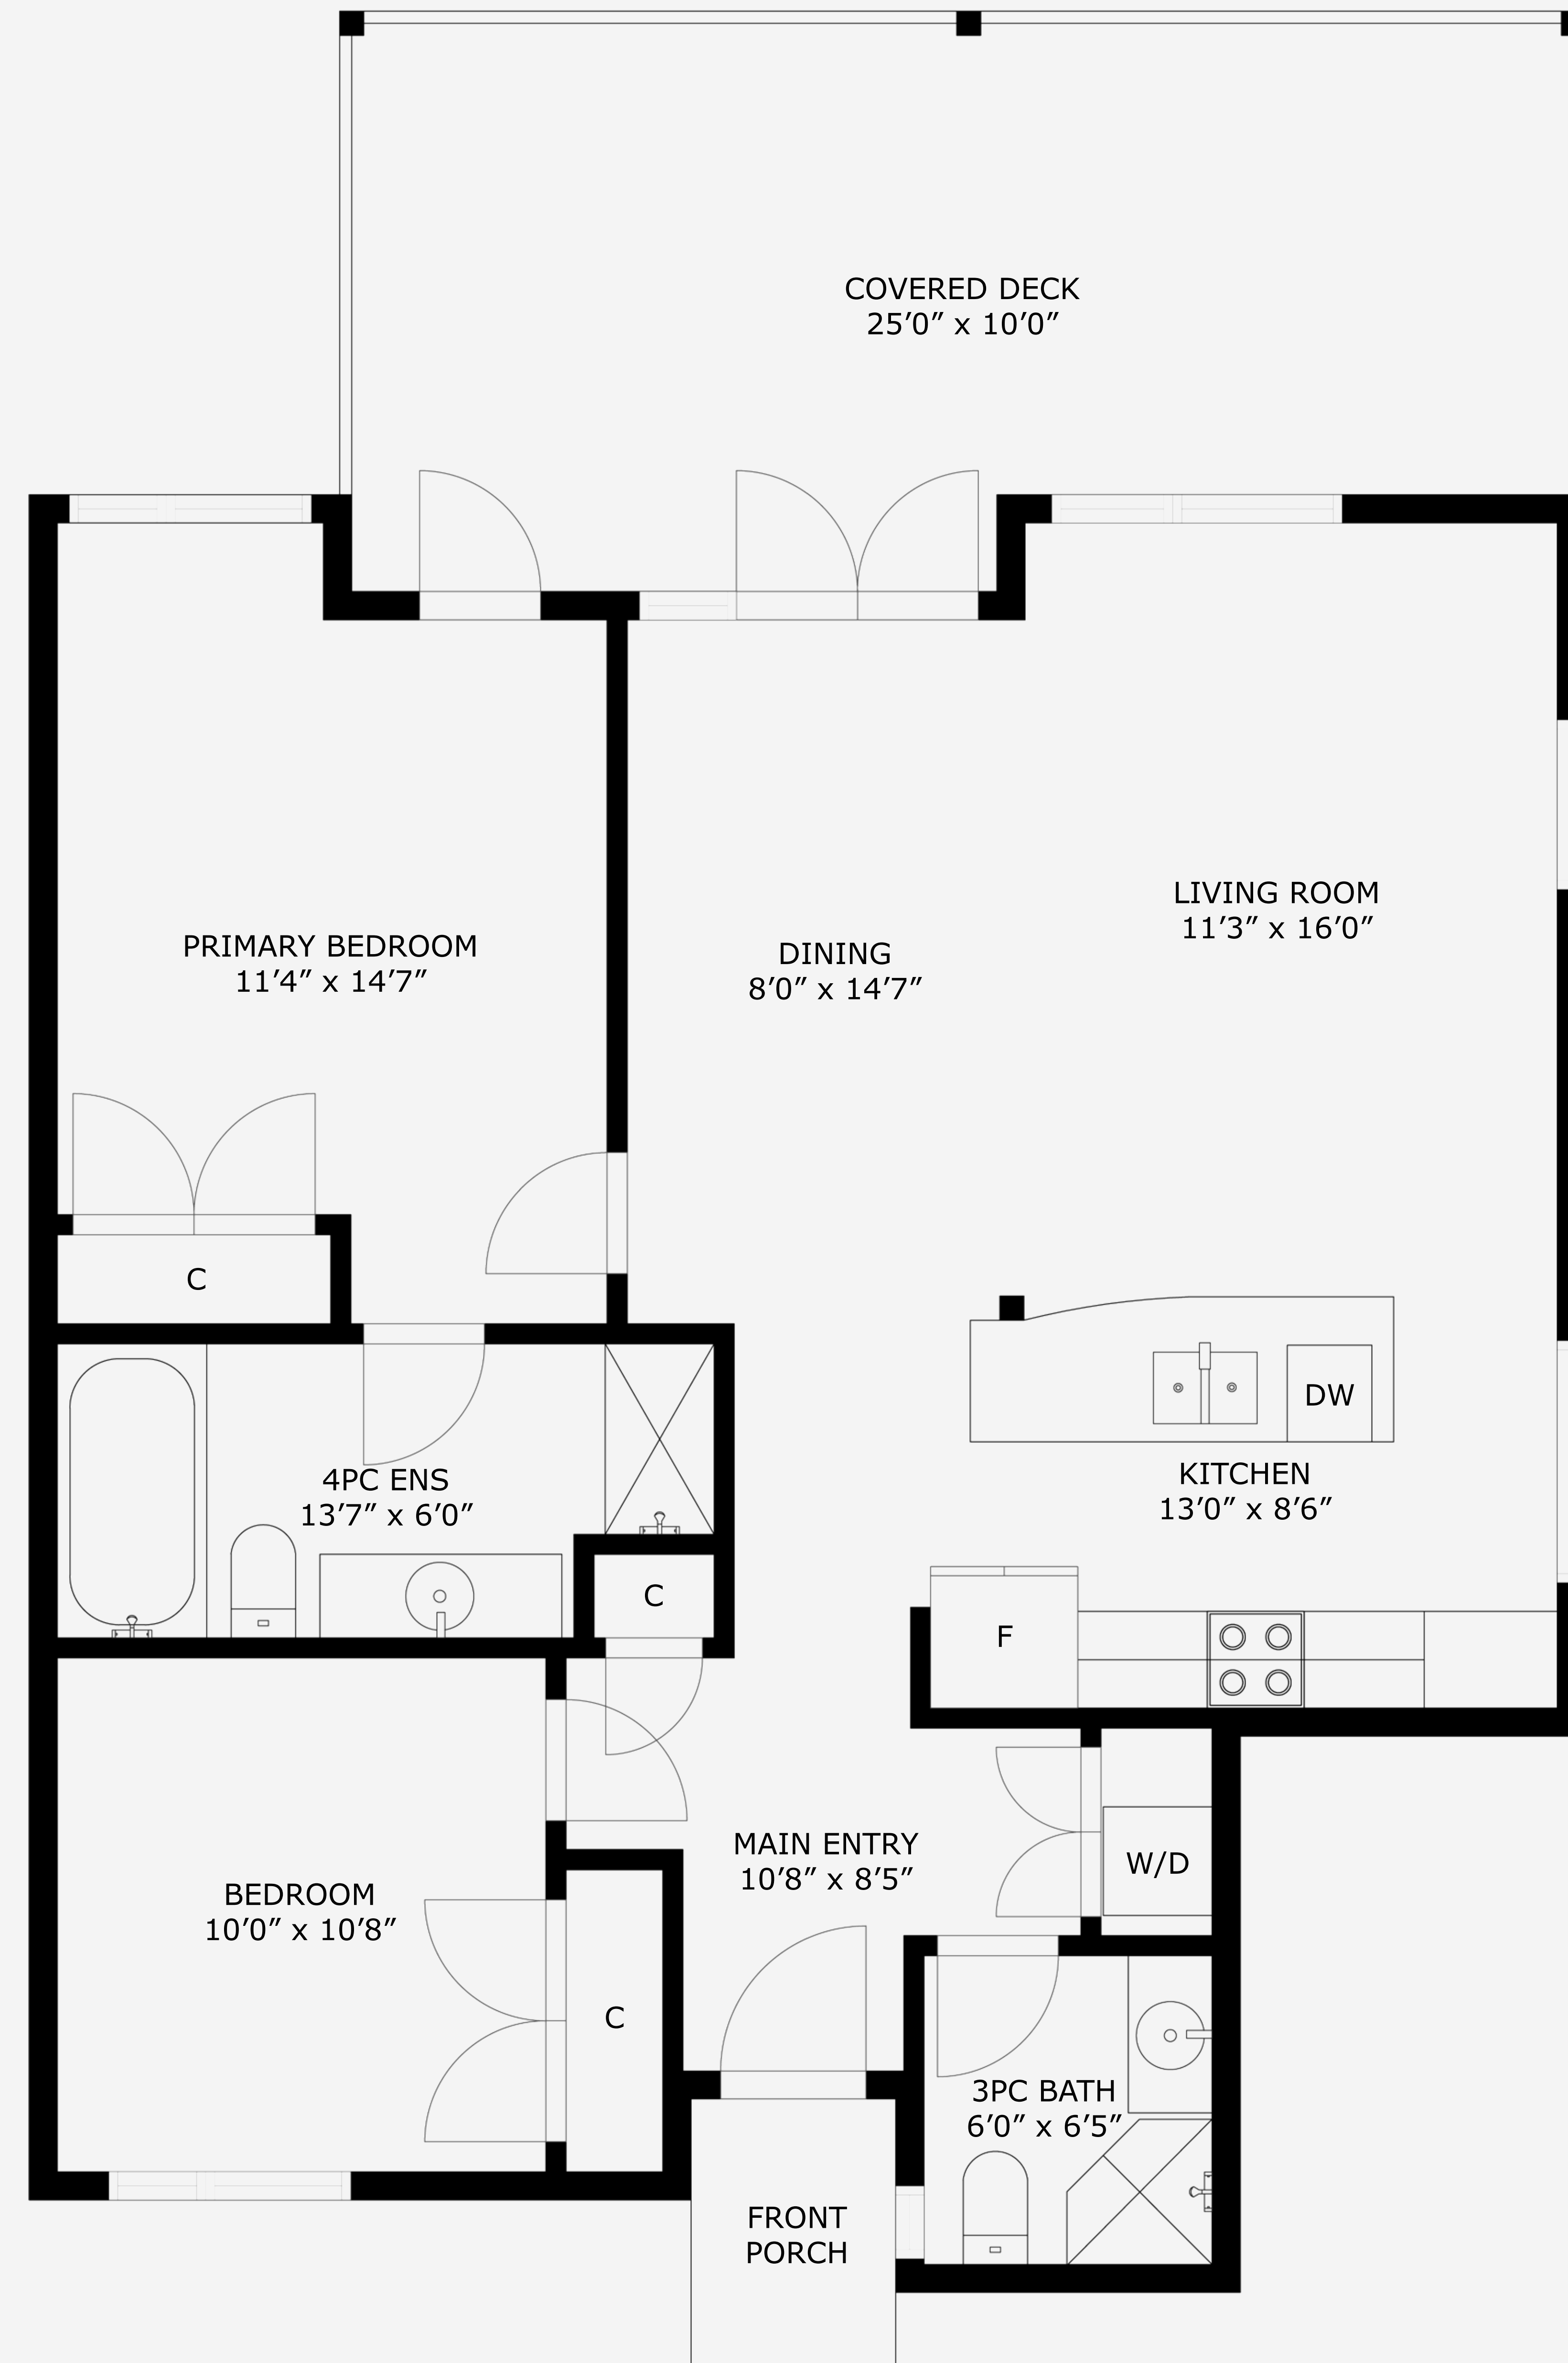 COVERED DECK
25′0″ x 10′0″
LIVING ROOM
11′3″ x 16′0″
PRIMARY BEDROOM
11′4″ x 14′7″
DINING
8′0″ x 14′7″
C
DW
4PC ENS
13′7″ x 6′0″
KITCHEN
13′0″ x 8′6″
C
F
MAIN ENTRY
10′8″ x 8′5″
W/D
BEDROOM
10′0″ x 10′8″
C
3PC BATH
6′0″ x 6′5″
FRONT
PORCH